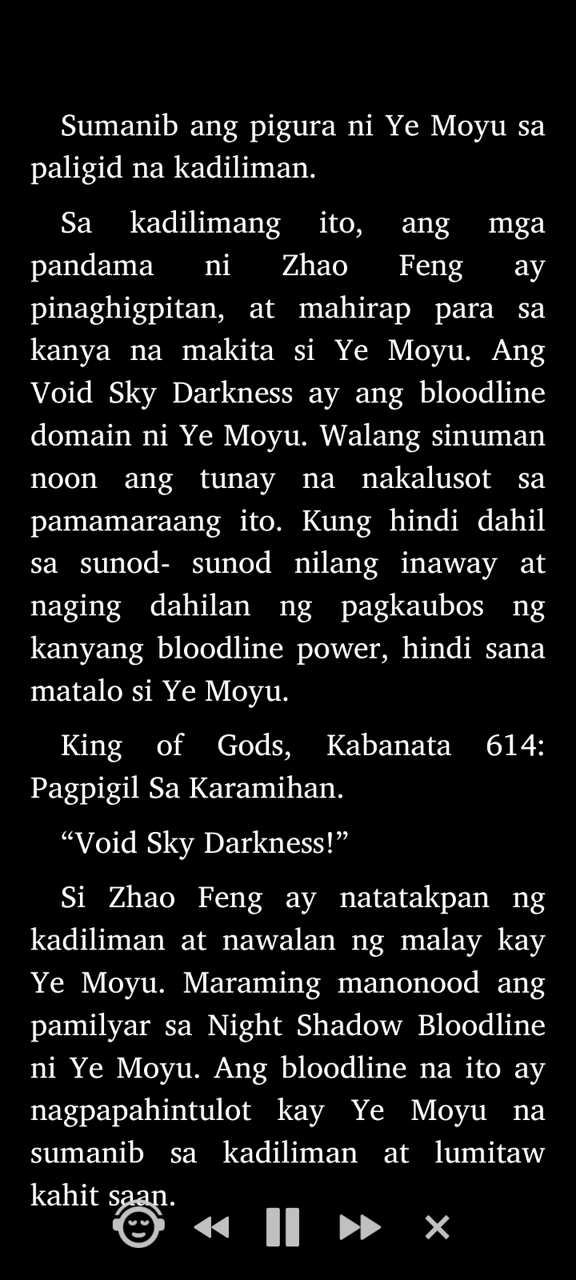 Sumanib ang pigura ni Ye Moyu sa
paligid na kadiliman.
Sa kadilimang ito, ang mga
pandama ni Zhao Feng ay
pinaghigpitan, at mahirap para sa
kanya na makita si Ye Moyu. Ang
Void Sky Darkness ay ang bloodline
domain ni Ye Moyu. Walang sinuman
noon ang tunay na nakalusot sa
pamamaraang ito. Kung hindi dahil
sa sunod- sunod nilang inaway at
naging dahilan ng pagkaubos ng
kanyang bloodline power, hindi sana
matalo si Ye Moyu.
King of Gods, Kabanata 614:
Pagpigil Sa Karamihan.
“Void Sky Darkness!”
Si Zhao Feng ay natatakpan ng
kadiliman at nawalan ng malay kay
Ye Moyu. Maraming manonood ang
pamilyar sa Night Shadow Bloodline
ni Ye Moyu. Ang bloodline na ito ay
nagpapahintulot kay Ye Moyu na
sumanib sa kadiliman at lumitaw
kahit saan.